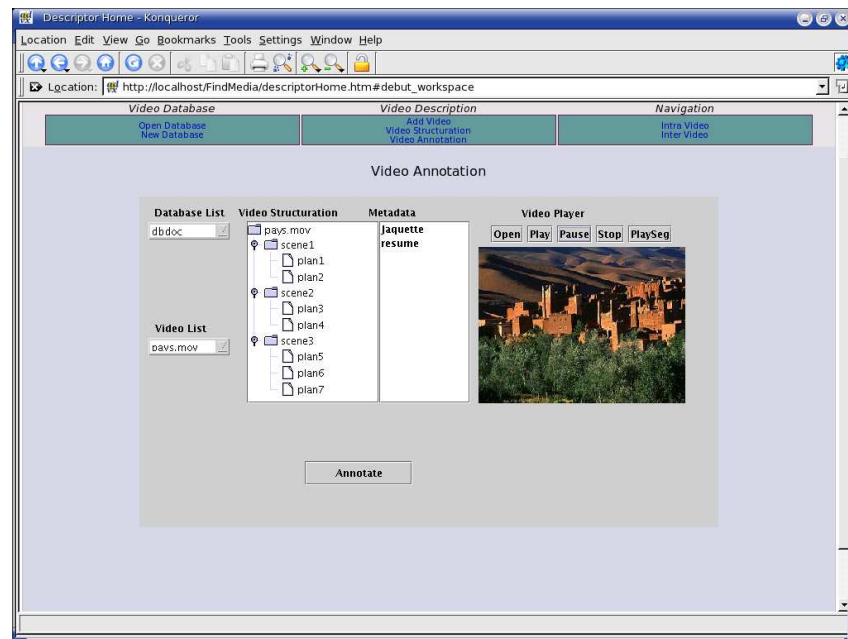 Descriptor Home - Konqueror
Location Edit View Go Bookmarks Tools Settings Window Help
Location: http://localhost/FindMedia/descriptorHome.htm#debut_workspace
Video Database Video Description Navigation
Open Database Add Video Intra Video
New Database Video Structuration Inter Video
Video Annotation
Video Annotation
Database List Video Structuration Metadata Video Player
dbdoc pays.mov Jaquette Open Play Pause Stop PlaySeg
scene1 resume
plan1
plan2
scene2
plan3
Video List plan4
pays.mov scene3
plan5
plan6
plan7
Annotate